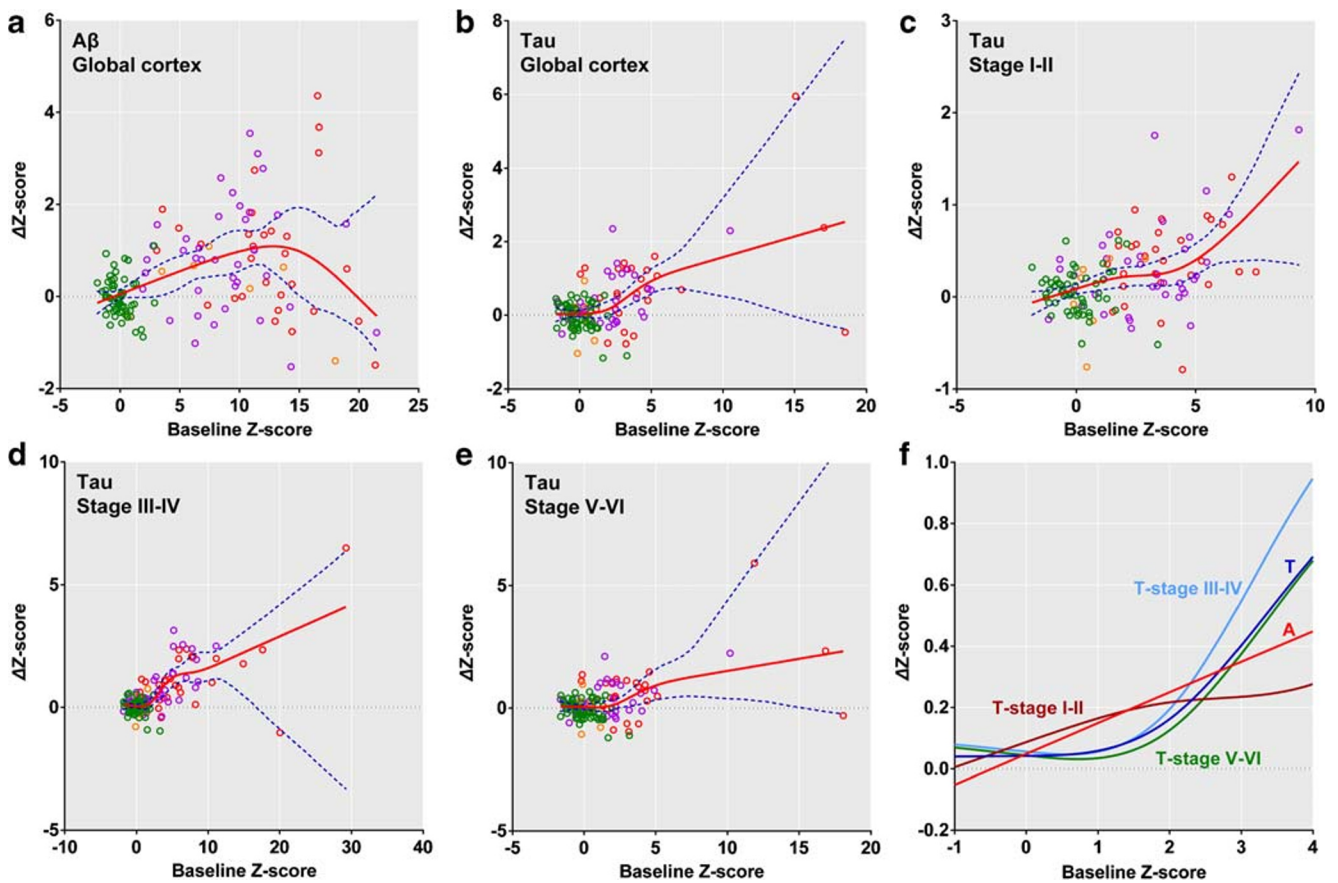 a
Aβ
Global cortex
6
4
2
0
-2
ΔZ-score
-5 0 5 10 15 20 25
Baseline Z-score
b
Tau
Global cortex
8
6
4
2
0
-2
ΔZ-score
-5 0 5 10 15 20
Baseline Z-score
c
Tau
Stage I-II
3
2
1
0
-1
ΔZ-score
-5 0 5 10
Baseline Z-score
d
Tau
Stage III-IV
10
5
0
-5
ΔZ-score
-10 0 10 20 30 40
Baseline Z-score
e
Tau
Stage V-VI
10
5
0
-5
ΔZ-score
-5 0 5 10 15 20
Baseline Z-score
f
1.0
0.8
0.6
0.4
0.2
0.0
-0.2
ΔZ-score
T-stage III-IV
T
A
T-stage I-II
T-stage V-VI
-1 0 1 2 3 4
Baseline Z-score